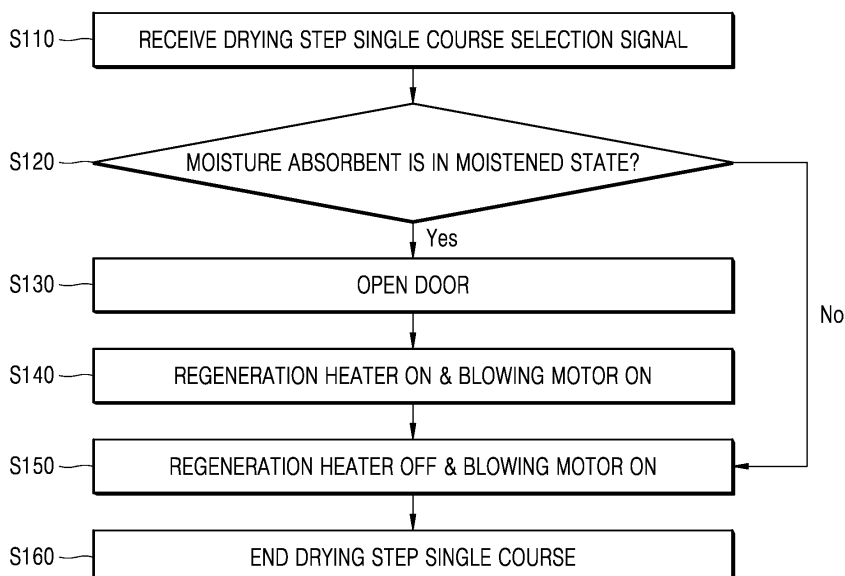 S110 RECEIVE DRYING STEP SINGLE COURSE SELECTION SIGNAL
S120 MOISTURE ABSORBENT IS IN MOISTENED STATE?
Yes
S130 OPEN DOOR
No
S140 REGENERATION HEATER ON & BLOWING MOTOR ON
S150 REGENERATION HEATER OFF & BLOWING MOTOR ON
S160 END DRYING STEP SINGLE COURSE